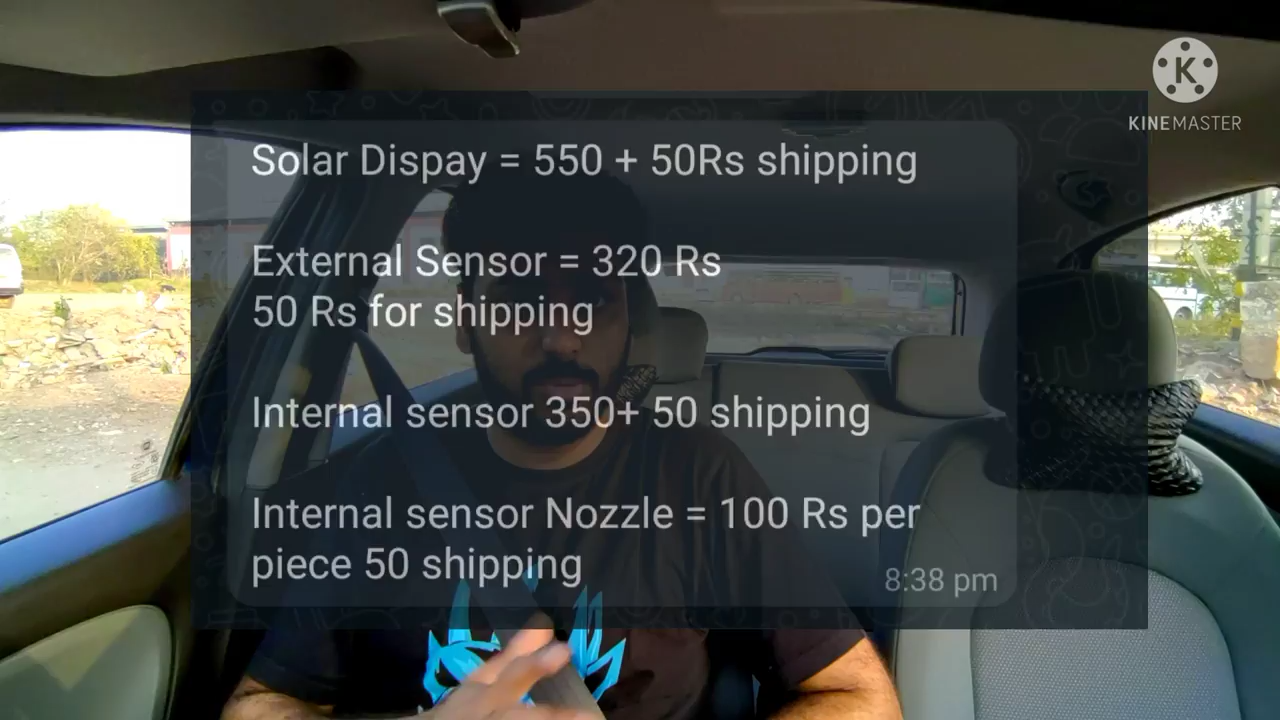 Solar Dispay = 550 + 50Rs shipping
External Sensor = 320 Rs
50 Rs for shipping
Internal sensor 350+ 50 shipping
Internal sensor Nozzle = 100 Rs per
piece 50 shipping
8:38 pm
K
KINEMASTER